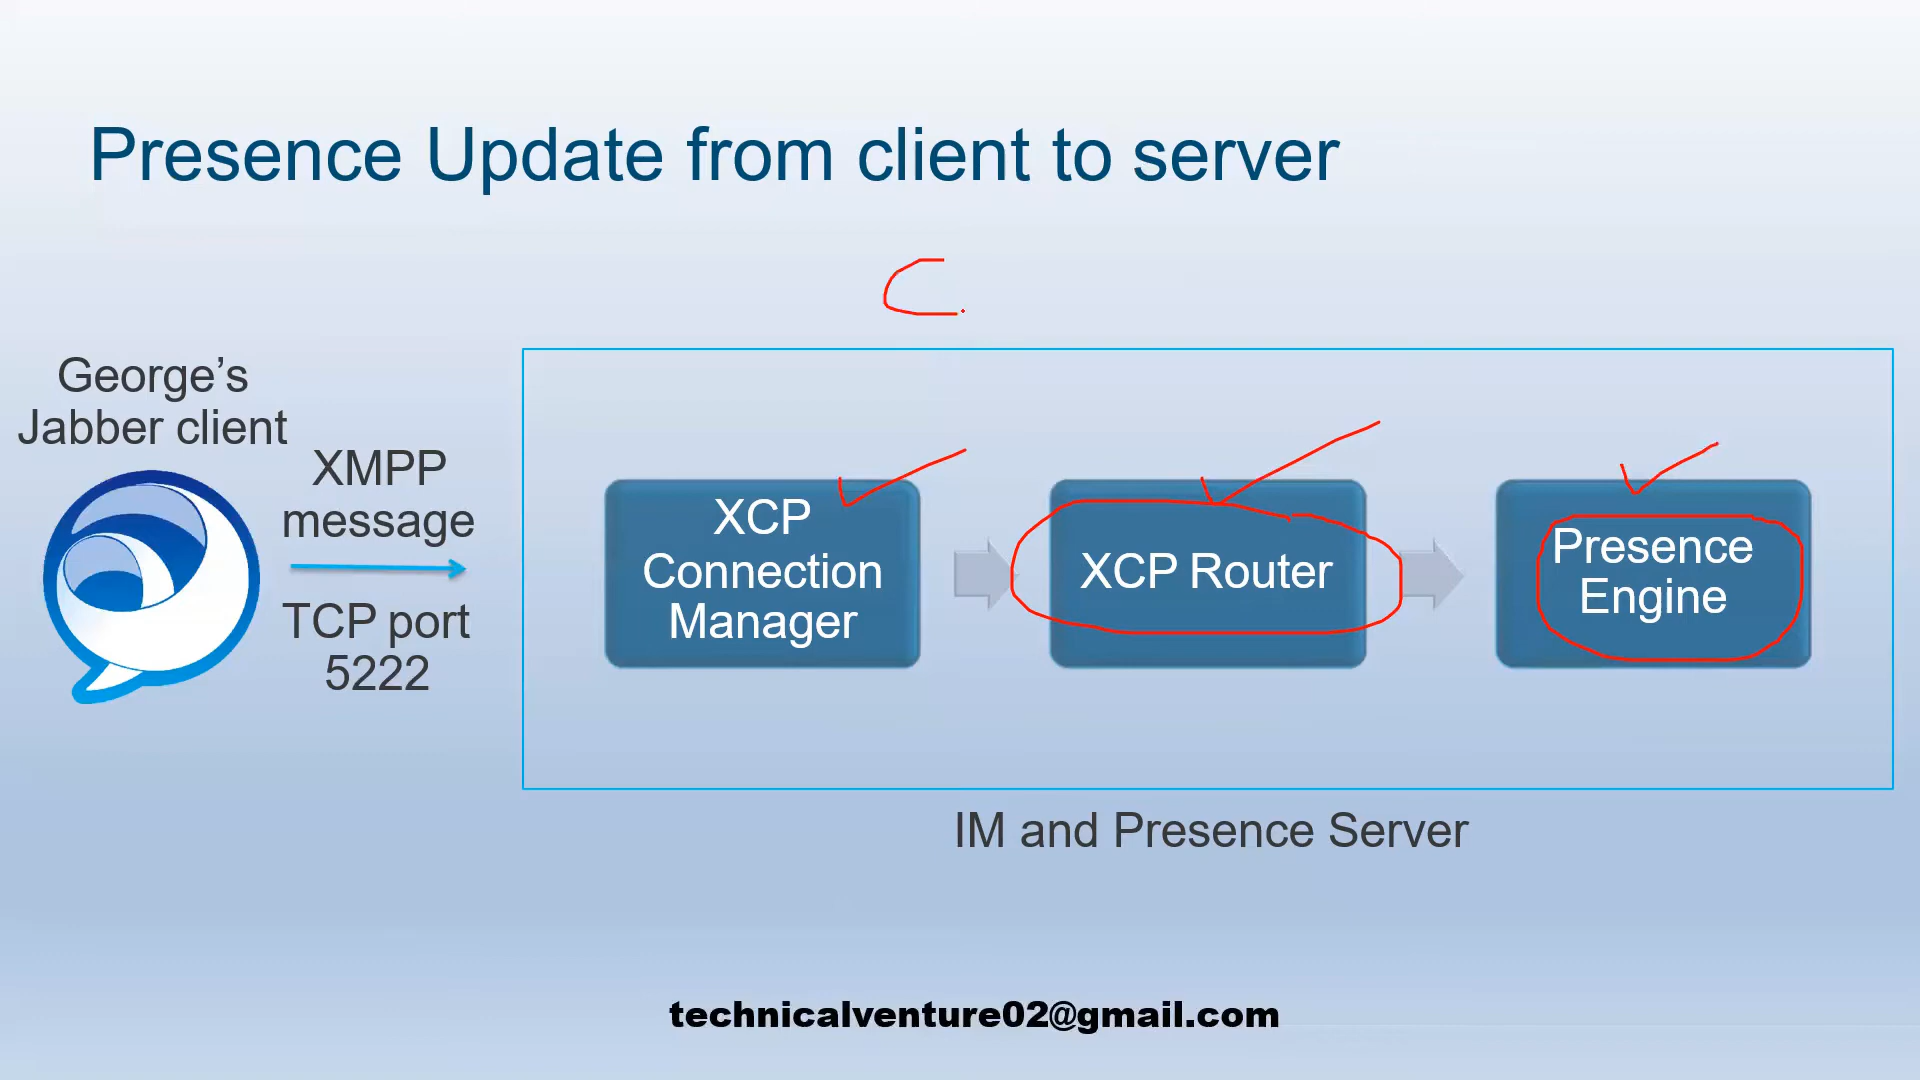 Presence Update from client to server
C
George’s
Jabber client
XMPP
message
TCP port
5222
XCP
Connection
Manager
XCP Router
Presence
Engine
IM and Presence Server
technicalventure02@gmail.com